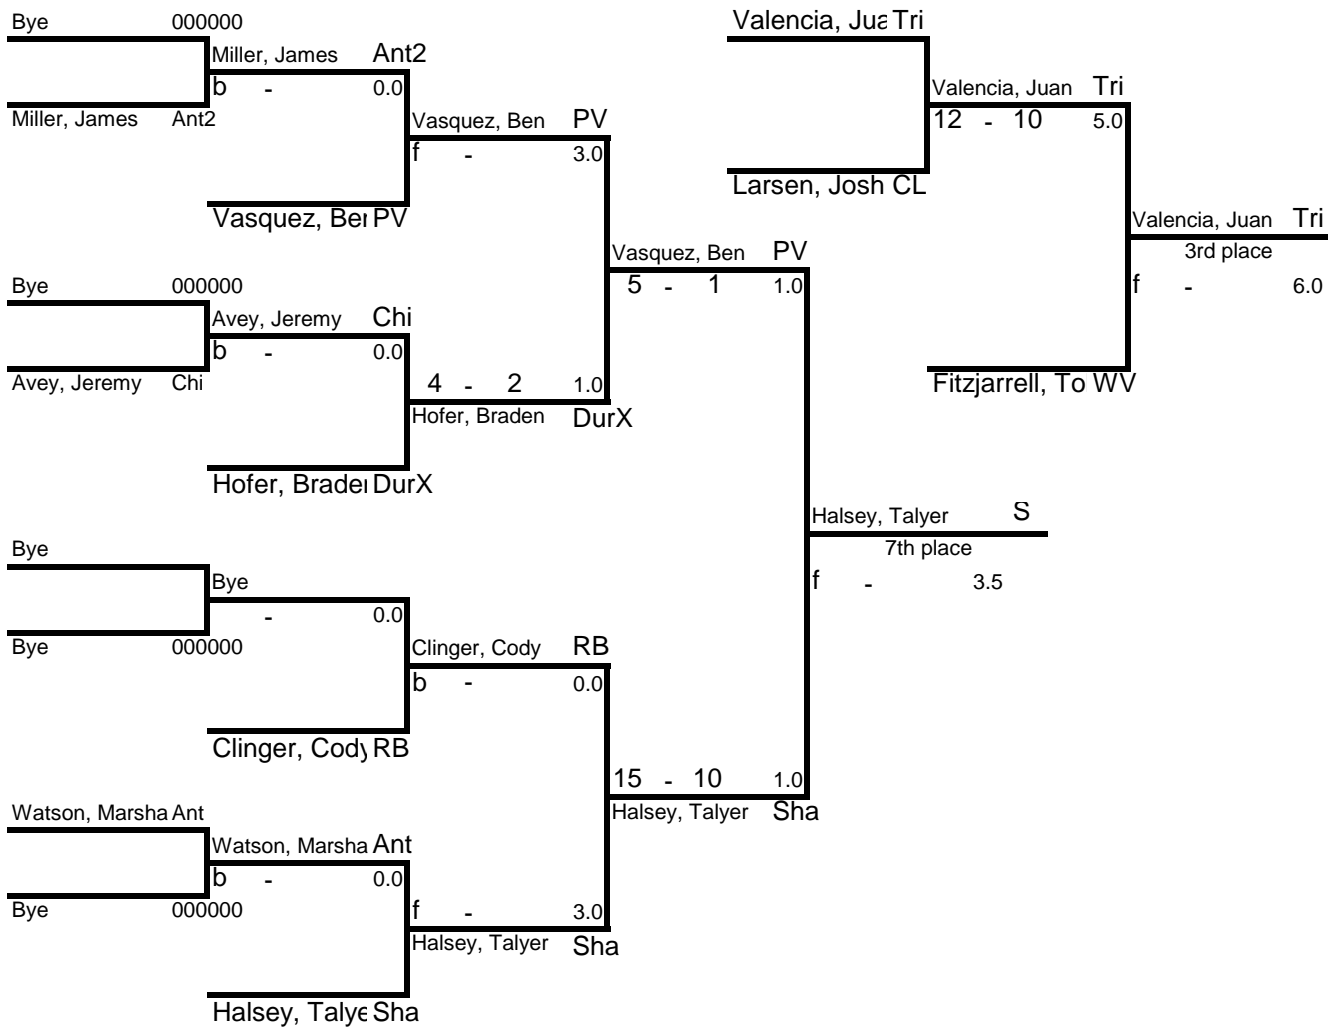 Bye 000000
Miller, James Ant2
b - 0.0
Miller, James Ant2
Vasquez, Ben PV
f - 3.0
Vasquez, Ber PV
Vasquez, Ben PV
5 - 1 1.0
Bye 000000
Avey, Jeremy Chi
b - 0.0
Avey, Jeremy Chi
4 - 2 1.0
Hofer, Braden DurX
Hofer, Brader DurX
Halsey, Talyer S
7th place
f - 3.5
Bye
Bye
- 0.0
Bye 000000
Clinger, Cody RB
b - 0.0
Clinger, Cody RB
15 - 10 1.0
Halsey, Talyer Sha
Watson, Marsha Ant
Watson, Marsha Ant
b - 0.0
Bye 000000
f - 3.0
Halsey, Talyer Sha
Halsey, Talye Sha
Valencia, Jua Tri
Valencia, Juan Tri
12 - 10 5.0
Larsen, Josh CL
Valencia, Juan Tri
3rd place
f - 6.0
Fitzjarrell, To WV